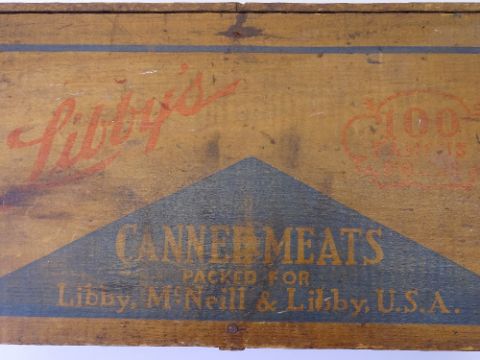 Libby's
100
CANNED MEATS
PACKED FOR
Libby, McNeill & Libby, U.S.A.